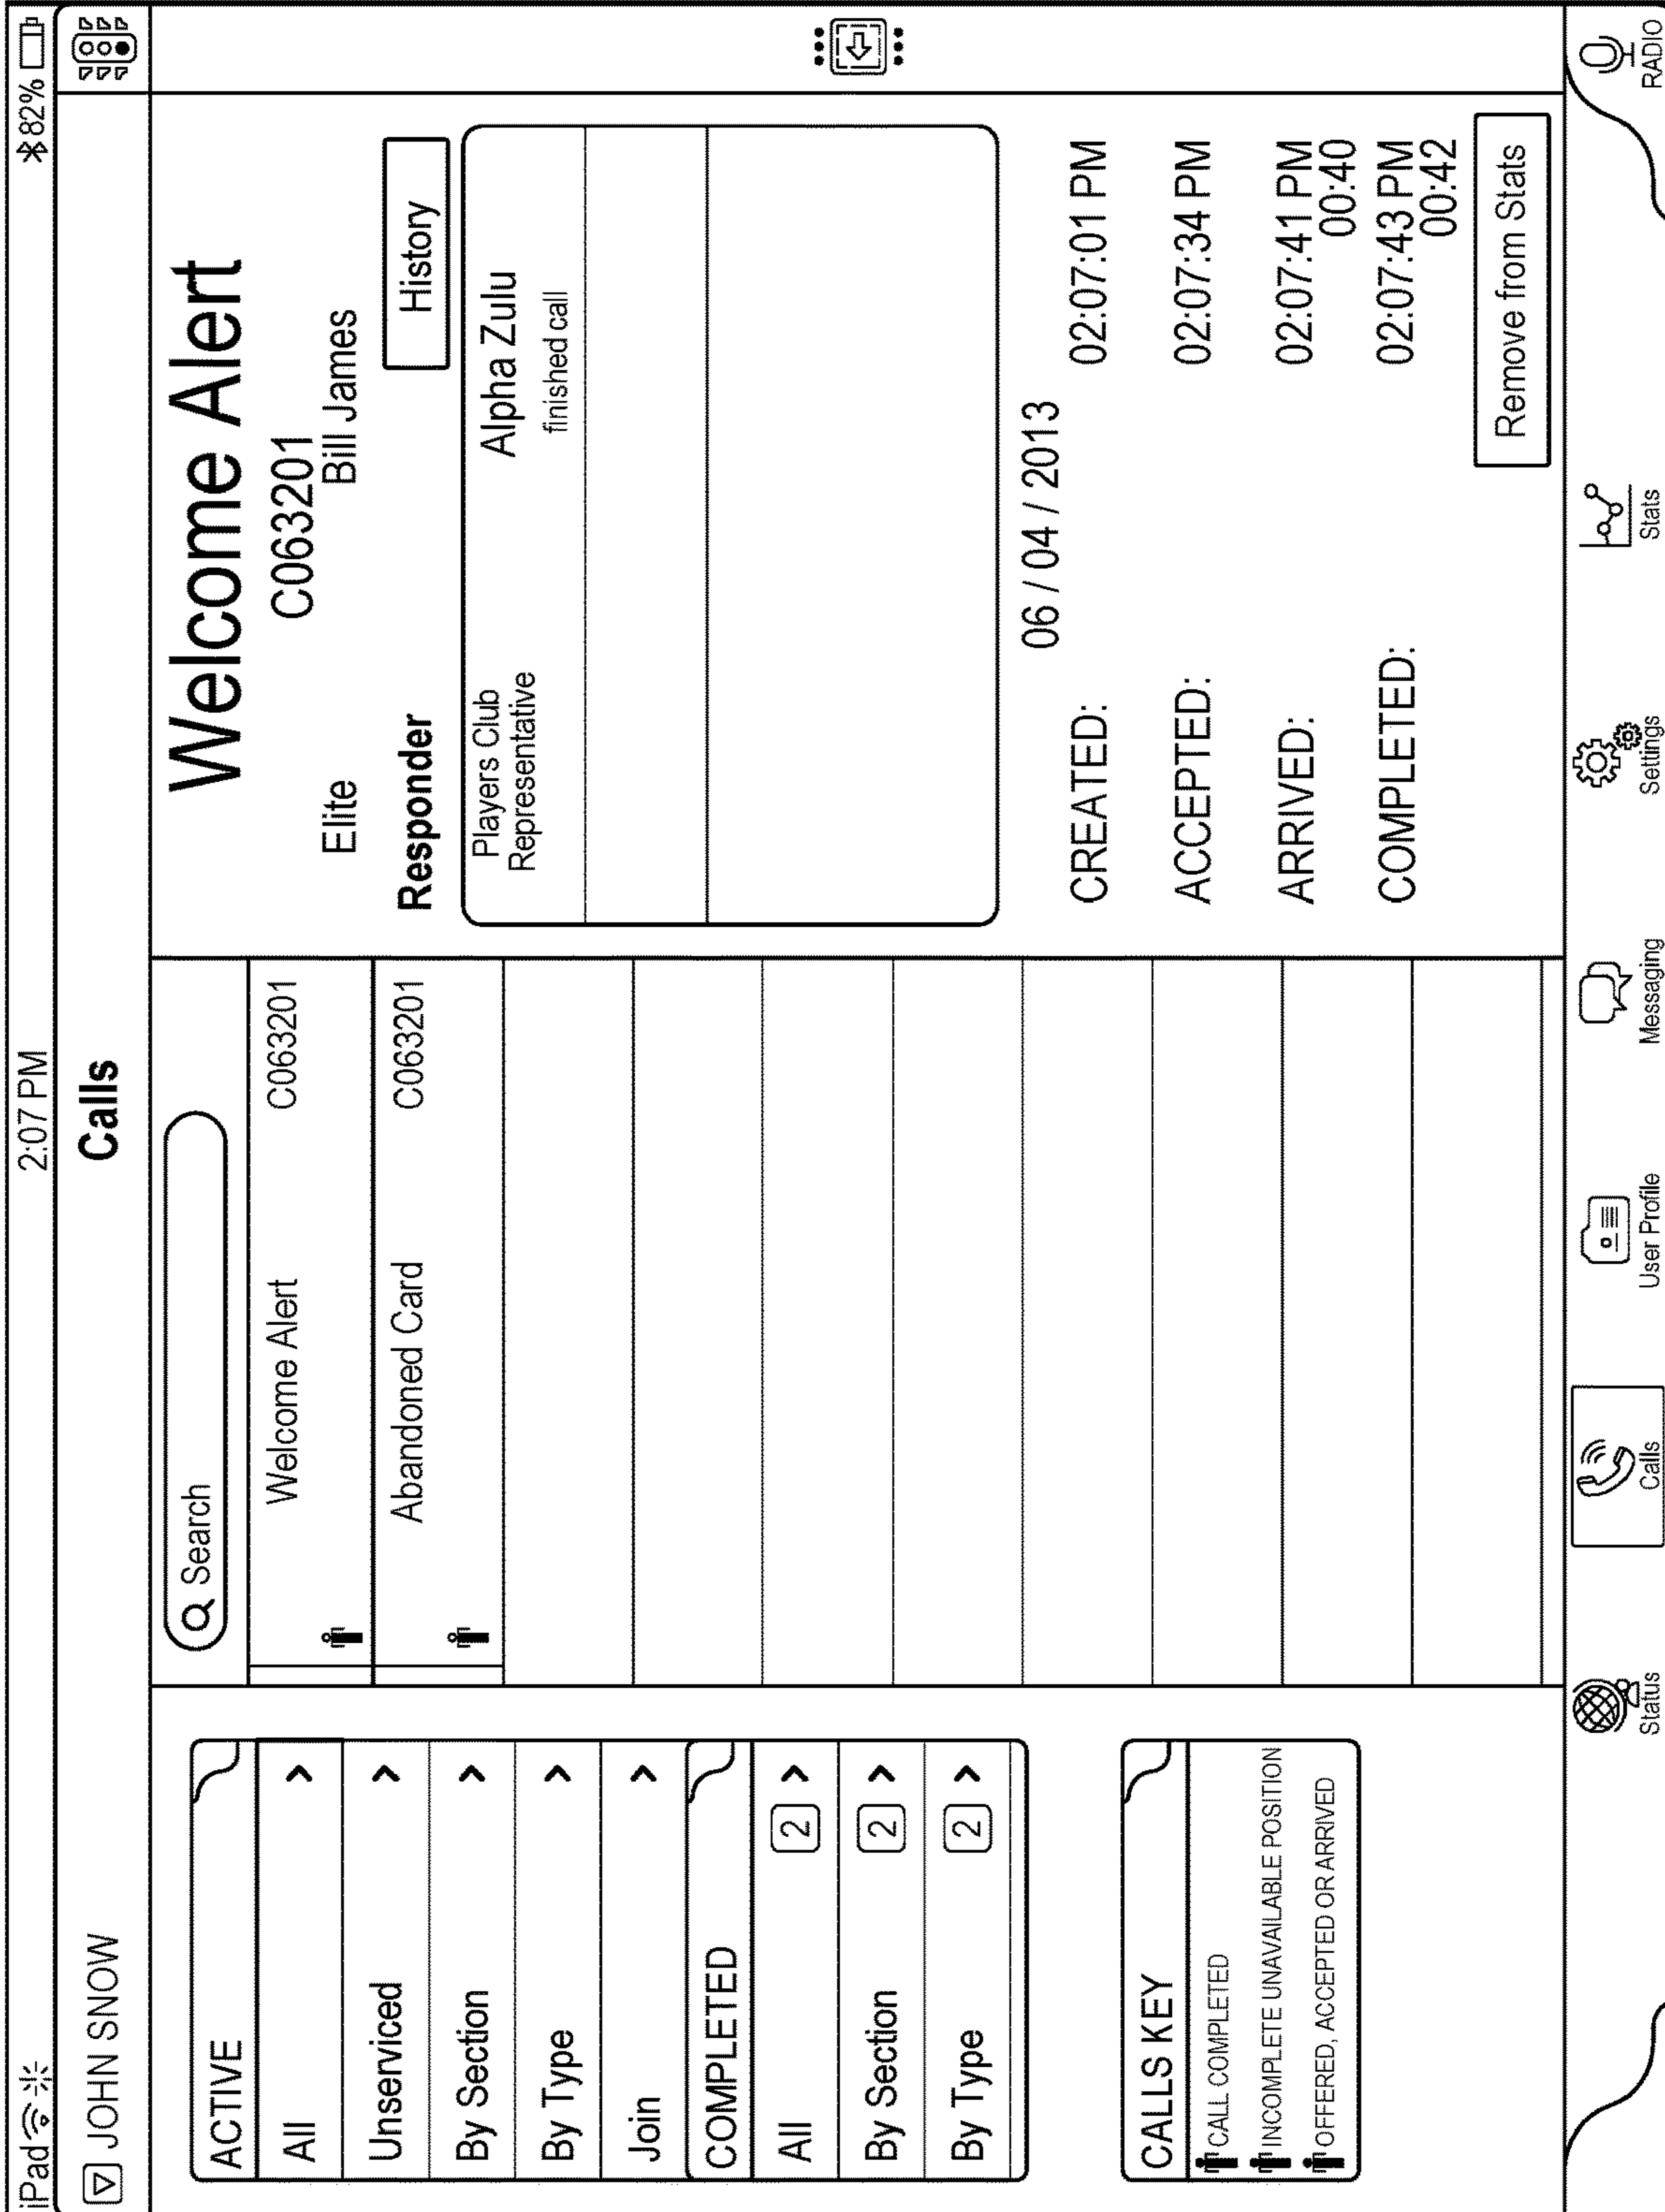 iPad 2:07 PM 82%
JOHN SNOW Calls
ACTIVE
All >
Unserviced >
By Section >
By Type >
Join >
COMPLETED
All 2 >
By Section 2 >
By Type 2 >
CALLS KEY
CALL COMPLETED
INCOMPLETE UNAVAILABLE POSITION
OFFERED, ACCEPTED OR ARRIVED
Search
Welcome Alert C063201
Abandoned Card C063201
Welcome Alert
C063201
Elite Bill James
Responder History
Players Club
Representative
Alpha Zulu
finished call
06 / 04 / 2013
CREATED: 02:07:01 PM
ACCEPTED: 02:07:34 PM
ARRIVED: 02:07:41 PM
00:40
COMPLETED: 02:07:43 PM
00:42
Remove from Stats
Status Calls User Profile Messaging Settings Stats RADIO